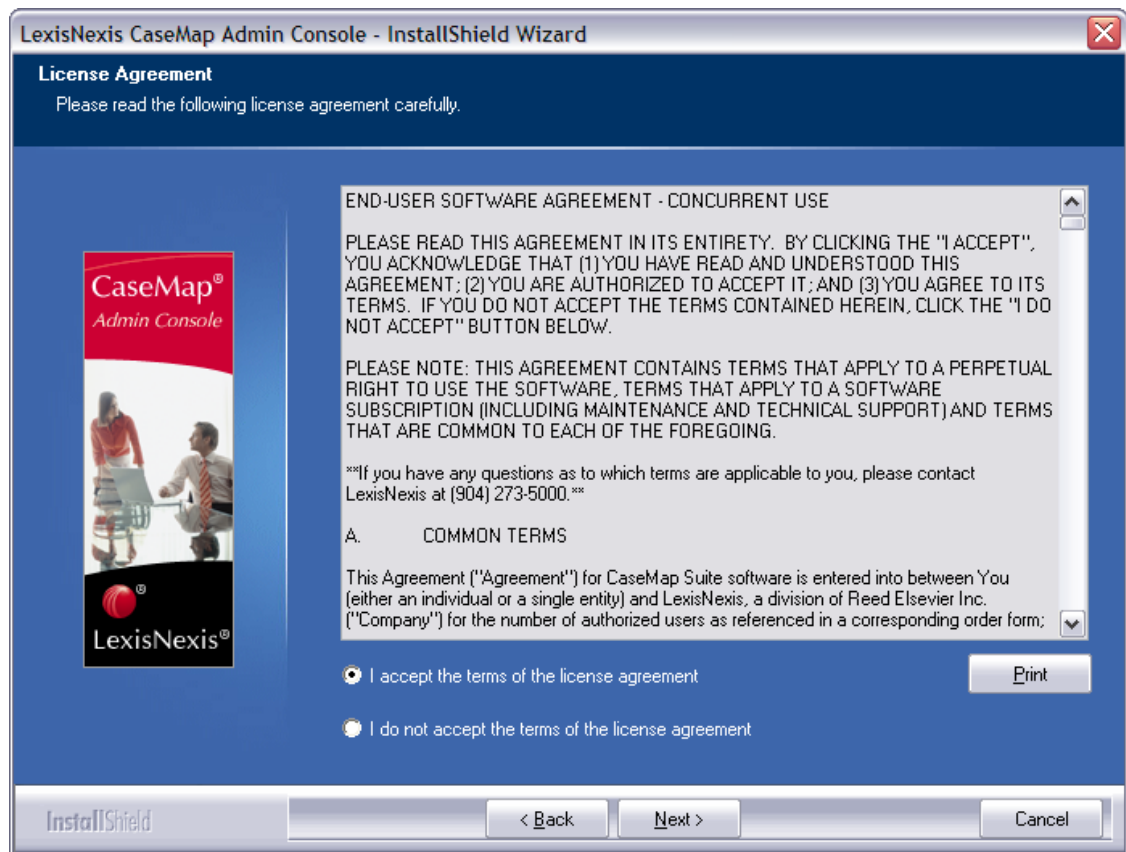 LexisNexis CaseMap Admin Console - InstallShield Wizard
License Agreement
Please read the following license agreement carefully.
CaseMap®
Admin Console
®
LexisNexis®
END-USER SOFTWARE AGREEMENT - CONCURRENT USE
PLEASE READ THIS AGREEMENT IN ITS ENTIRETY.  BY CLICKING THE "I ACCEPT",
YOU ACKNOWLEDGE THAT (1) YOU HAVE READ AND UNDERSTOOD THIS
AGREEMENT; (2) YOU ARE AUTHORIZED TO ACCEPT IT; AND (3) YOU AGREE TO ITS
TERMS.  IF YOU DO NOT ACCEPT THE TERMS CONTAINED HEREIN, CLICK THE "I DO
NOT ACCEPT" BUTTON BELOW.
PLEASE NOTE: THIS AGREEMENT CONTAINS TERMS THAT APPLY TO A PERPETUAL
RIGHT TO USE THE SOFTWARE, TERMS THAT APPLY TO A SOFTWARE
SUBSCRIPTION (INCLUDING MAINTENANCE AND TECHNICAL SUPPORT) AND TERMS
THAT ARE COMMON TO EACH OF THE FOREGOING.
**If you have any questions as to which terms are applicable to you, please contact
LexisNexis at (904) 273-5000.**
A. COMMON TERMS
This Agreement ("Agreement") for CaseMap Suite software is entered into between You
(either an individual or a single entity) and LexisNexis, a division of Reed Elsevier Inc.
("Company") for the number of authorized users as referenced in a corresponding order form;
I accept the terms of the license agreement
Print
I do not accept the terms of the license agreement
InstallShield
< Back
Next >
Cancel